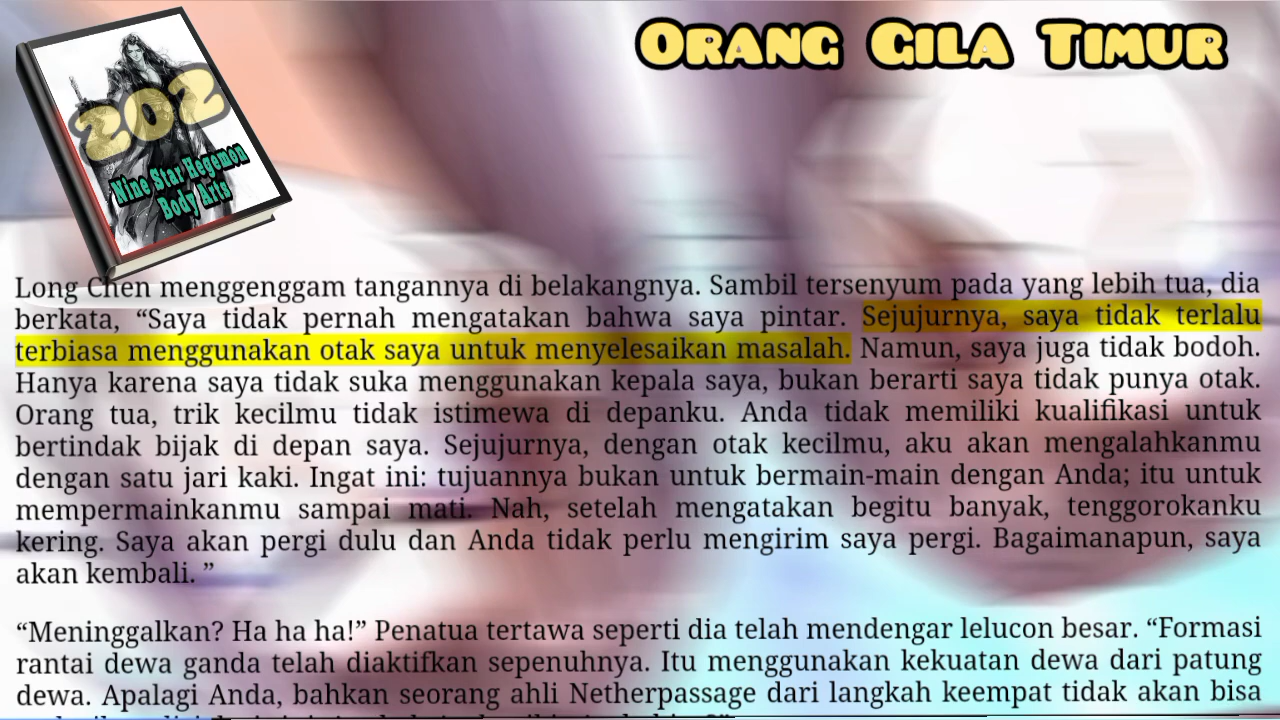 Orang Gila Timur
202
Nine Star Hegemon
Body Arts
Long Chen menggenggam tangannya di belakangnya. Sambil tersenyum pada yang lebih tua, dia
berkata, “Saya tidak pernah mengatakan bahwa saya pintar. Sejujurnya, saya tidak terlalu
terbiasa menggunakan otak saya untuk menyelesaikan masalah. Namun, saya juga tidak bodoh.
Hanya karena saya tidak suka menggunakan kepala saya, bukan berarti saya tidak punya otak.
Orang tua, trik kecilmu tidak istimewa di depanku. Anda tidak memiliki kualifikasi untuk
bertindak bijak di depan saya. Sejujurnya, dengan otak kecilmu, aku akan mengalahkanmu
dengan satu jari kaki. Ingat ini: tujuannya bukan untuk bermain-main dengan Anda; itu untuk
mempermainkanmu sampai mati. Nah, setelah mengatakan begitu banyak, tenggorokanku
kering. Saya akan pergi dulu dan Anda tidak perlu mengirim saya pergi. Bagaimanapun, saya
akan kembali. ”
“Meninggalkan? Ha ha ha!” Penatua tertawa seperti dia telah mendengar lelucon besar. “Formasi
rantai dewa ganda telah diaktifkan sepenuhnya. Itu menggunakan kekuatan dewa dari patung
dewa. Apalagi Anda, bahkan seorang ahli Netherpassage dari langkah keempat tidak akan bisa